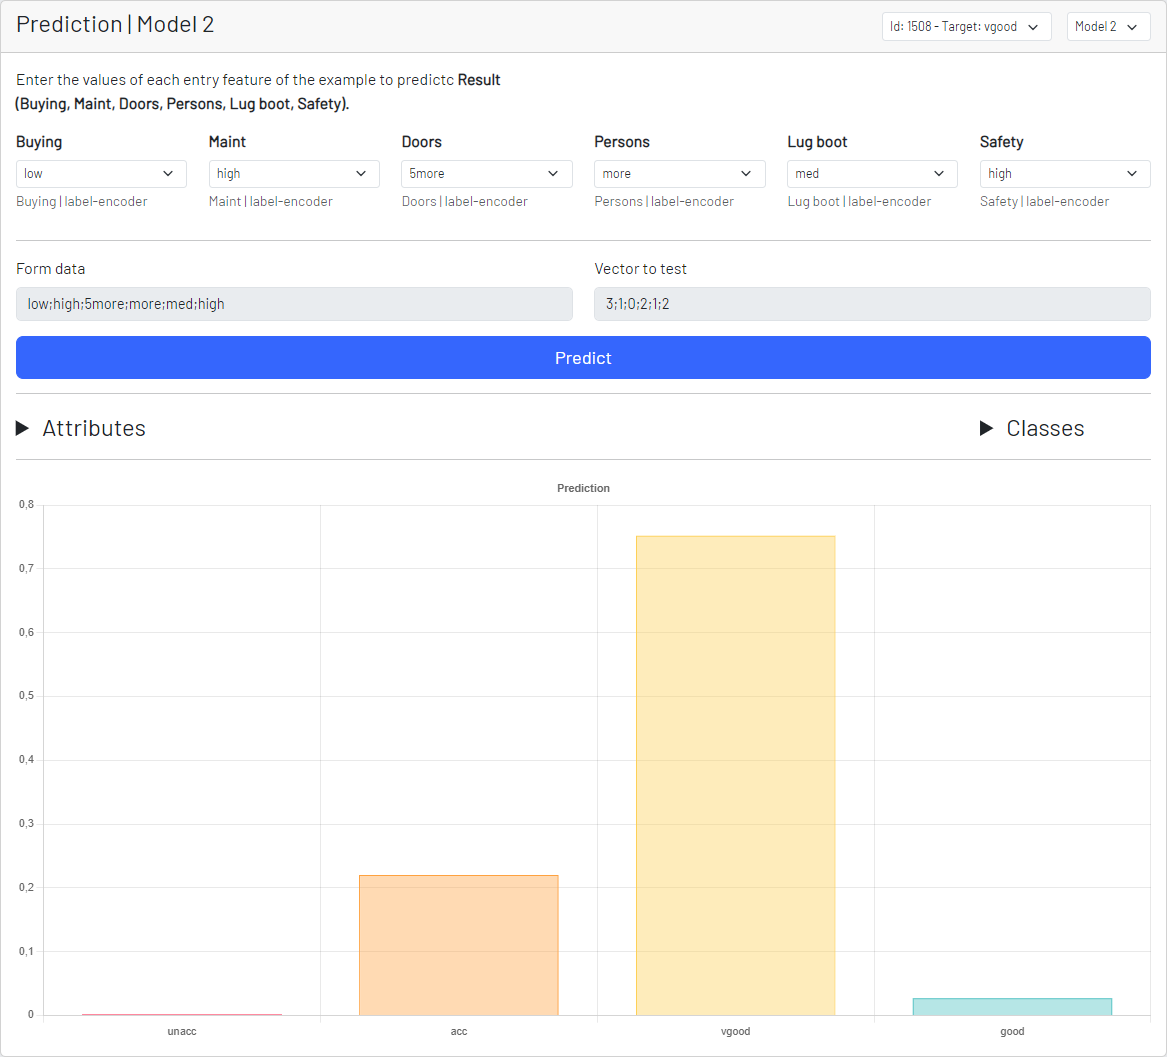 Prediction | Model 2
Id: 1508 - Target: vgood
Model 2
Enter the values of each entry feature of the example to predictc Result
(Buying, Maint, Doors, Persons, Lug boot, Safety).
Buying Maint Doors Persons Lug boot Safety
low high 5more more med high
Buying | label-encoder Maint | label-encoder Doors | label-encoder Persons | label-encoder Lug boot | label-encoder Safety | label-encoder
Form data Vector to test
low;high;5more;more;med;high 3;1;0;2;1;2
Predict
Attributes Classes
Prediction
0,8
0,7
0,6
0,5
0,4
0,3
0,2
0,1
0
unacc acc vgood good